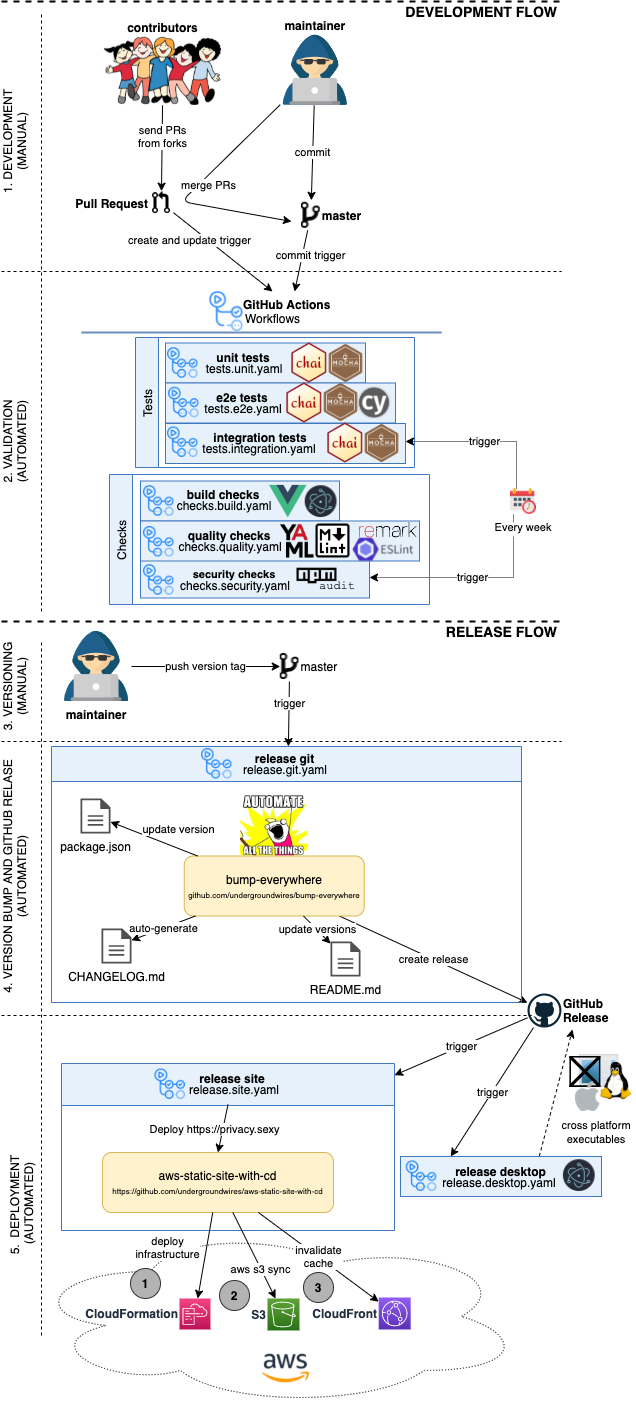 DEVELOPMENT FLOW
1. DEVELOPMENT
(MANUAL)
contributors
maintainer
send PRs
from forks
commit
merge PRs
Pull Request
master
create and update trigger
commit trigger
2. VALIDATION
(AUTOMATED)
GitHub Actions
Workflows
Tests
unit tests
tests.unit.yaml
chai
MOCHA
e2e tests
tests.e2e.yaml
chai
MOCHA
cy
integration tests
tests.integration.yaml
chai
MOCHA
trigger
Every week
Checks
build checks
checks.build.yaml
quality checks
checks.quality.yaml
YA
ML
M
Lint
remark
ESLint
security checks
checks.security.yaml
npm
audit
trigger
RELEASE FLOW
3. VERSIONING
(MANUAL)
maintainer
push version tag
master
trigger
4. VERSION BUMP AND GITHUB RELASE
(AUTOMATED)
release git
release.git.yaml
AUTOMATE
ALL THE THINGS
package.json
update version
bump-everywhere
github.com/undergroundwires/bump-everywhere
auto-generate
update versions
CHANGELOG.md
README.md
create release
GitHub
Release
5. DEPLOYMENT
(AUTOMATED)
trigger
trigger
release site
release.site.yaml
Deploy https://privacy.sexy
aws-static-site-with-cd
https://github.com/undergroundwires/aws-static-site-with-cd
cross platform
executables
release desktop
release.desktop.yaml
deploy
infrastructure
aws s3 sync
invalidate
cache
1
2
3
CloudFormation
S3
CloudFront
aws